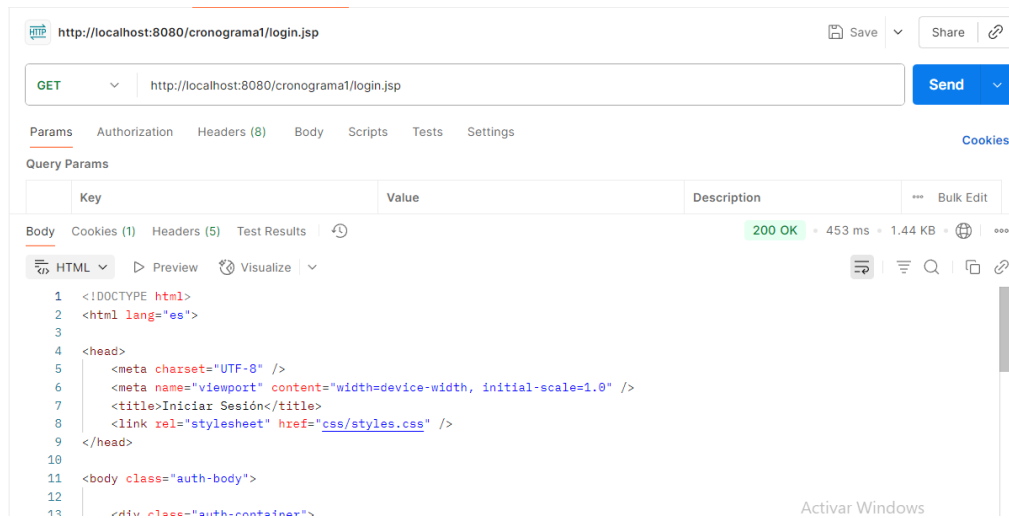 HTTP http://localhost:8080/cronograma1/login.jsp Save Share
GET http://localhost:8080/cronograma1/login.jsp Send
Params Authorization Headers (8) Body Scripts Tests Settings Cookies
Query Params
Key Value Description Bulk Edit
Body Cookies (1) Headers (5) Test Results 200 OK 453 ms 1.44 KB
HTML Preview Visualize
1 <!DOCTYPE html>
2 <html lang="es">
3
4 <head>
5 <meta charset="UTF-8" />
6 <meta name="viewport" content="width=device-width, initial-scale=1.0" />
7 <title>Iniciar Sesión</title>
8 <link rel="stylesheet" href="css/styles.css" />
9 </head>
10
11 <body class="auth-body">
12
13 <div class="auth-container">
Activar Windows